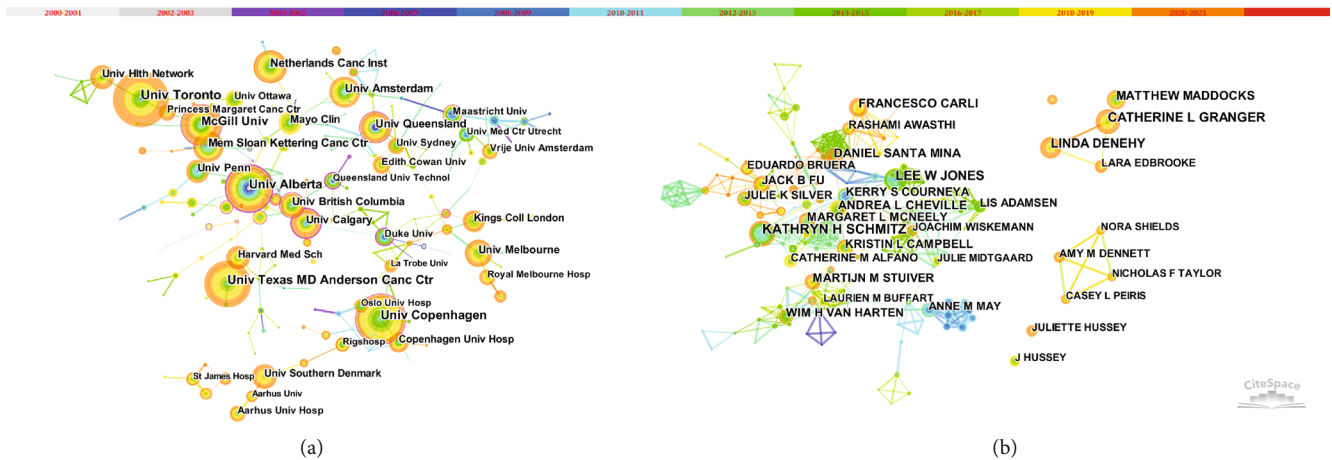 2000-2001 2002-2003 2004-2005 2006-2007 2008-2009 2010-2011 2012-2013 2014-2015 2016-2017 2018-2019 2020-2021
Netherlands Canc Inst
Univ Hlth Network
Univ Toronto
Univ Ottawa
Univ Amsterdam
Princess Margaret Canc Ctr
McGill Univ
Mayo Clin
Maastricht Univ
Univ Queensland
Univ Med Ctr Utrecht
Mem Sloan Kettering Canc Ctr
Univ Sydney
Vrije Univ Amsterdam
Edith Cowan Univ
Univ Penn
Queensland Univ Technol
Univ Alberta
Univ British Columbia
Univ Calgary
Kings Coll London
Duke Univ
Harvard Med Sch
Univ Melbourne
La Trobe Univ
Royal Melbourne Hosp
Univ Texas MD Anderson Canc Ctr
Oslo Univ Hosp
Univ Copenhagen
Rigshosp
Copenhagen Univ Hosp
St James Hosp
Univ Southern Denmark
Aarhus Univ
Aarhus Univ Hosp
(a)
FRANCESCO CARLI
RASHAMI AWASTHI
DANIEL SANTA MINA
EDUARDO BRUERA
JACK B FU
LEE W JONES
JULIE K SILVER
KERRY S COURNEYA
ANDREA L CHEVILLE
LIS ADAMSEN
MARGARET L MCNEELY
KATHRYN H SCHMITZ
JOACHIM WISKEMANN
KRISTIN L CAMPBELL
CATHERINE M ALFANO
JULIE MIDTGAARD
MARTIJN M STUIVER
LAURIEN M BUFFART
WIM H VAN HARTEN
ANNE M MAY
MATTHEW MADDOCKS
CATHERINE L GRANGER
LINDA DENEHY
LARA EDBROOKE
NORA SHIELDS
AMY M DENNETT
NICHOLAS F TAYLOR
CASEY L PEIRIS
JULIETTE HUSSEY
J HUSSEY
CiteSpace
(b)